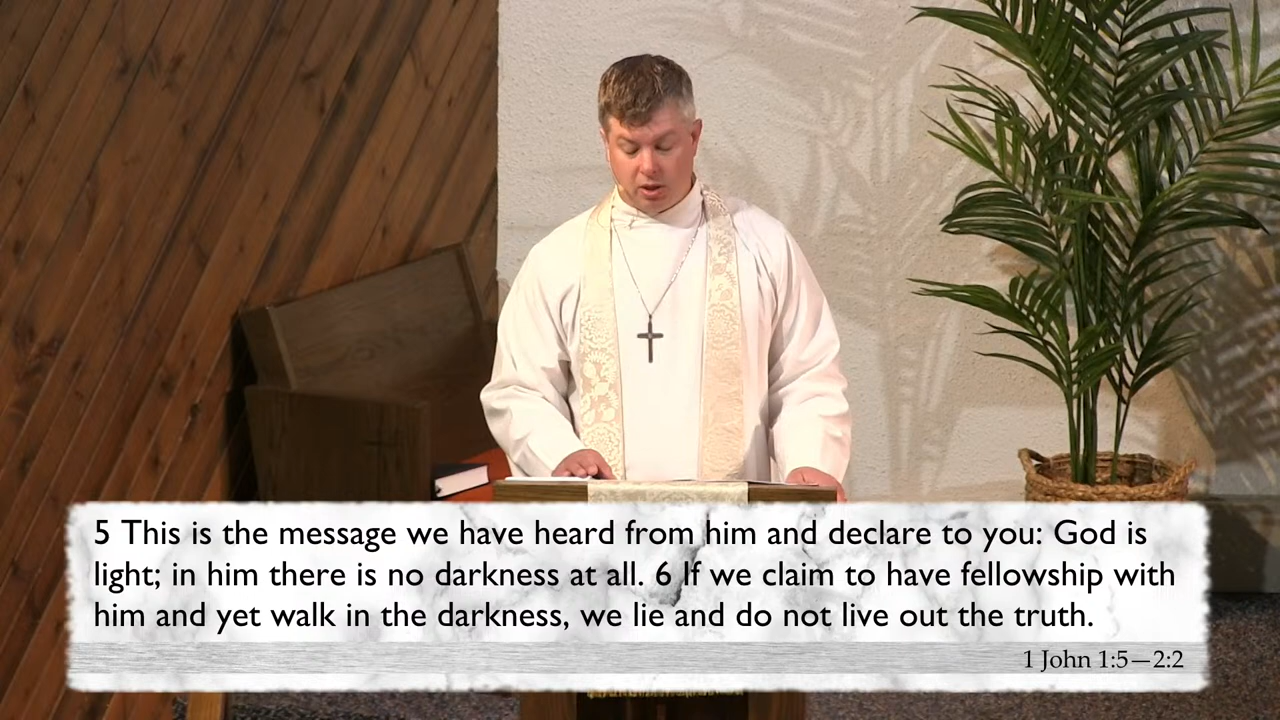 5 This is the message we have heard from him and declare to you: God is
light; in him there is no darkness at all. 6 If we claim to have fellowship with
him and yet walk in the darkness, we lie and do not live out the truth.
1 John 1:5—2:2